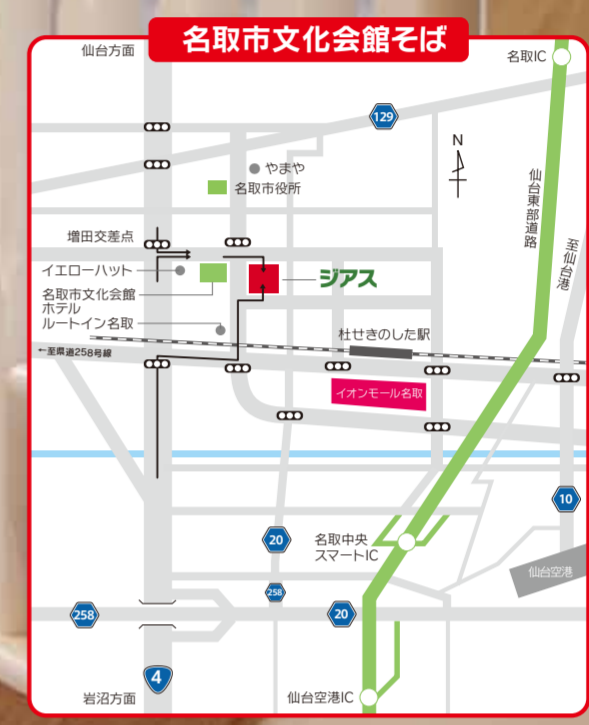 名取市文化会館そば
仙台方面
名取IC
129
N
やまや
名取市役所
仙台東部道路
至仙台港
増田交差点
イエローハット
ジアス
名取市文化会館
ホテル
ルートイン名取
杜せきのした駅
←至県道258号線
イオンモール名取
10
20
名取中央
スマートIC
仙台空港
258
258
20
4
岩沼方面
仙台空港IC